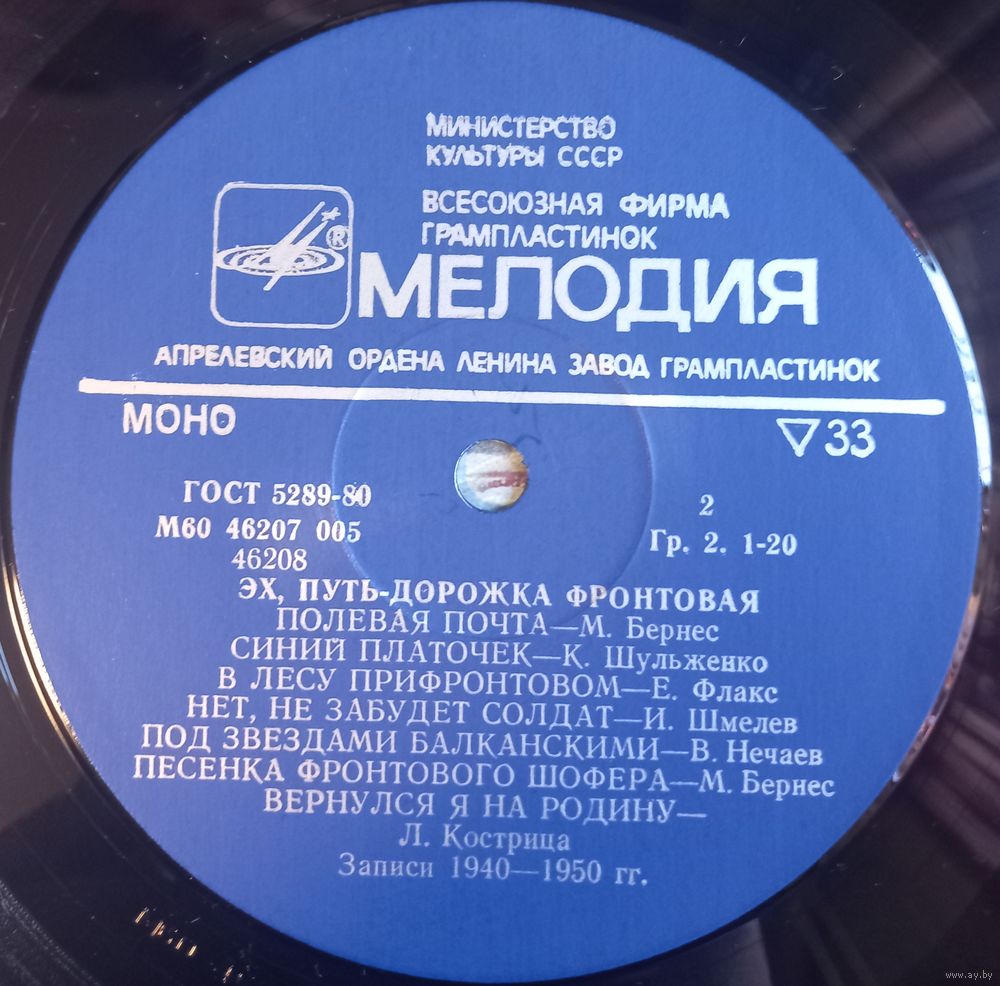 МИНИСТЕРСТВО
КУЛЬТУРЫ СССР
ВСЕСОЮЗНАЯ ФИРМА
ГРАМПЛАСТИНОК
®
МЕЛОДИЯ
АПРЕЛЕВСКИЙ ОРДЕНА ЛЕНИНА ЗАВОД ГРАМПЛАСТИНОК
МОНО
▽33
ГОСТ 5289-80
М60 46207 005
46208
2
Гр. 2. 1-20
ЭХ, ПУТЬ-ДОРОЖКА ФРОНТОВАЯ
ПОЛЕВАЯ ПОЧТА—М. Бернес
СИНИЙ ПЛАТОЧЕК—К. Шульженко
В ЛЕСУ ПРИФРОНТОВОМ—Е. Флакс
НЕТ, НЕ ЗАБУДЕТ СОЛДАТ—И. Шмелев
ПОД ЗВЕЗДАМИ БАЛКАНСКИМИ—В. Нечаев
ПЕСЕНКА ФРОНТОВОГО ШОФЕРА—М. Бернес
ВЕРНУЛСЯ Я НА РОДИНУ—
Л. Кострица
Записи 1940—1950 гг.
www.ay.by